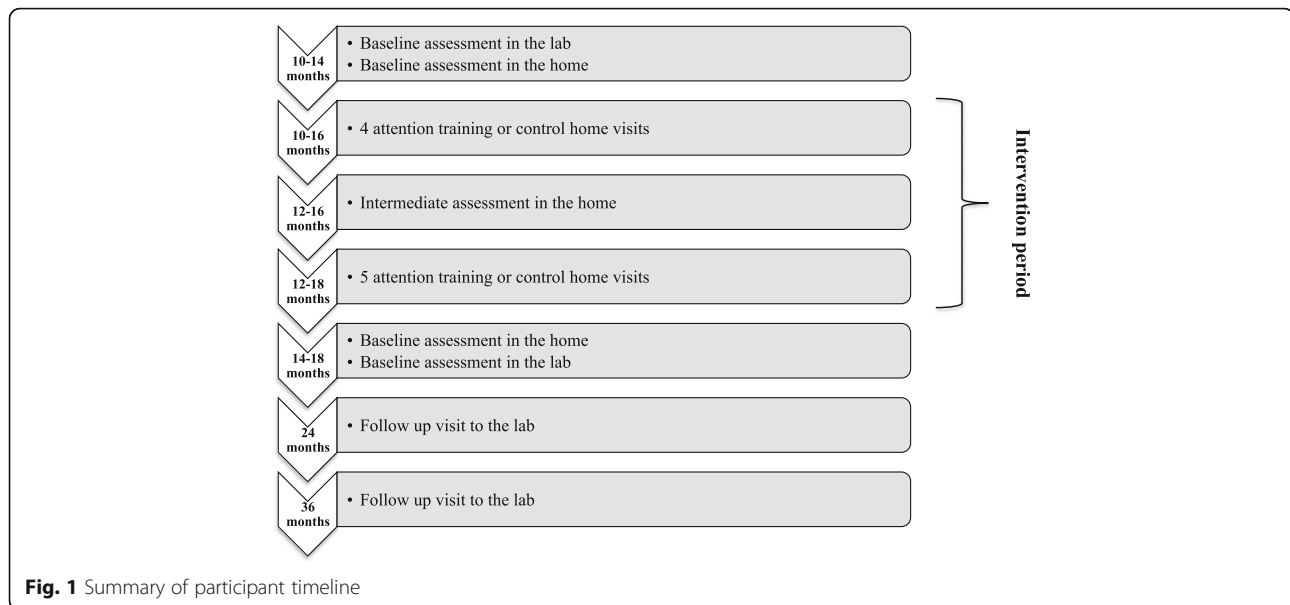 10-14
months
• Baseline assessment in the lab
• Baseline assessment in the home
10-16
months
• 4 attention training or control home visits
12-16
months
• Intermediate assessment in the home
12-18
months
• 5 attention training or control home visits
Intervention period
14-18
months
• Baseline assessment in the home
• Baseline assessment in the lab
24
months
• Follow up visit to the lab
36
months
• Follow up visit to the lab
Fig. 1 Summary of participant timeline